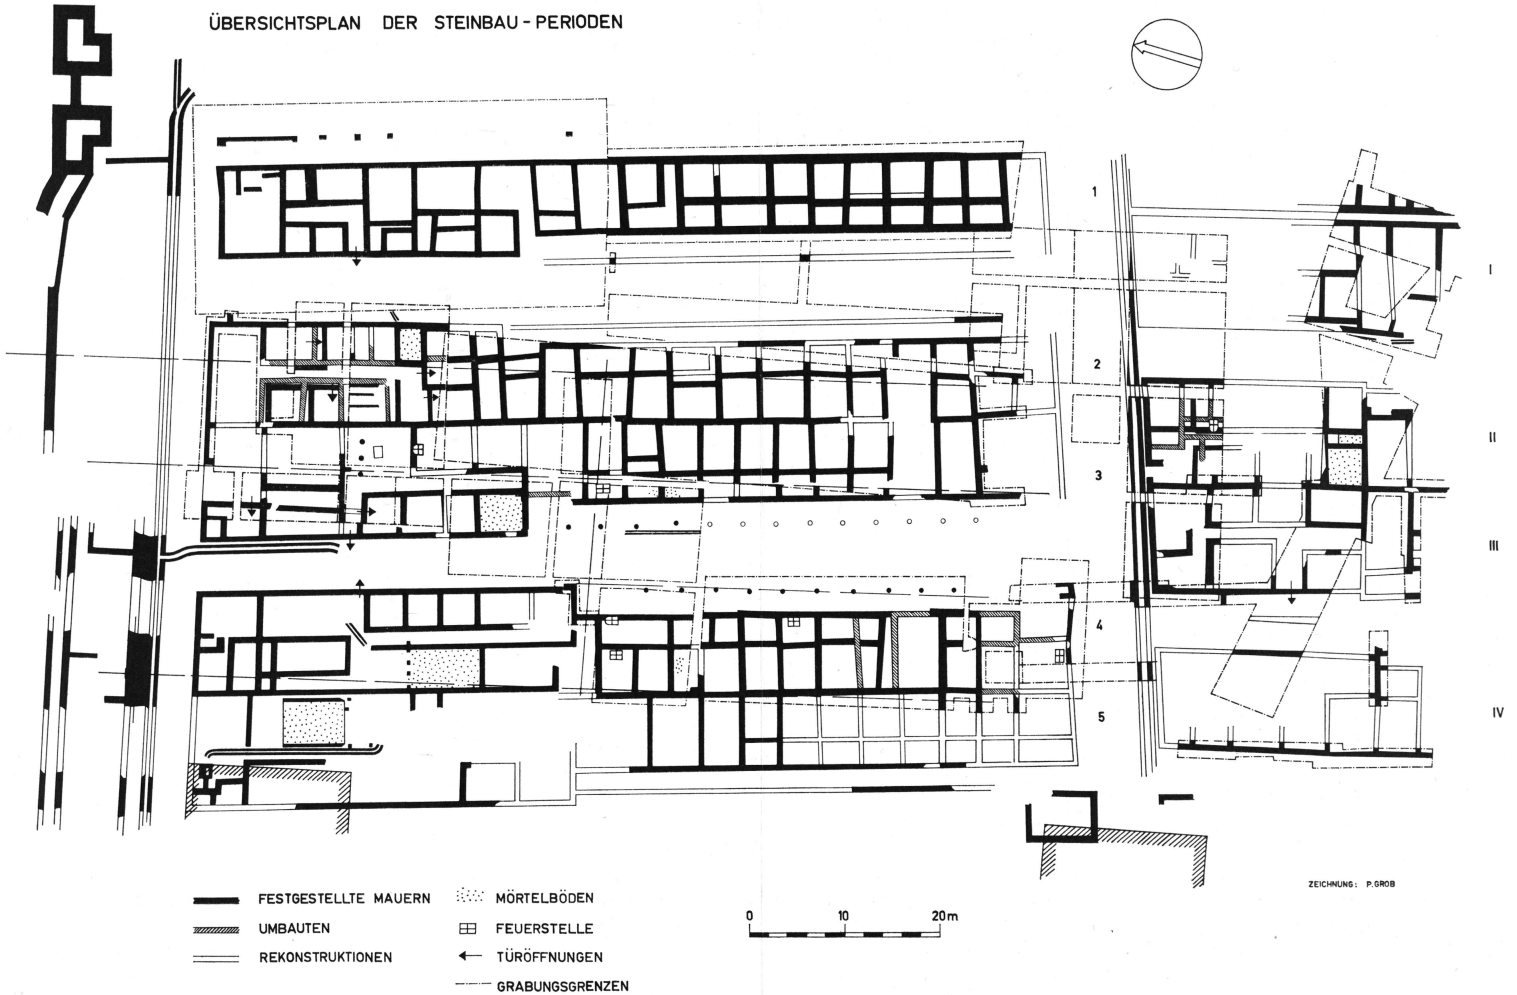 ÜBERSICHTSPLAN DER STEINBAU-PERIODEN
1
I
2
II
3
III
4
5
IV
ZEICHNUNG: P.GROB
FESTGESTELLTE MAUERN
MÖRTELBÖDEN
UMBAUTEN
FEUERSTELLE
REKONSTRUKTIONEN
TÜRÖFFNUNGEN
GRABUNGSGRENZEN
0 10 20m